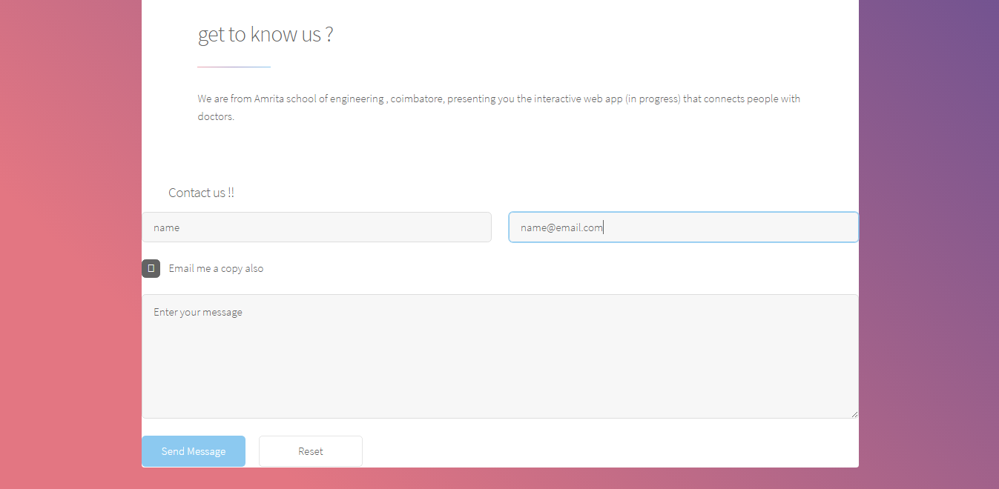 get to know us ?
We are from Amrita school of engineering , coimbatore, presenting you the interactive web app (in progress) that connects people with
doctors.
Contact us !!
name
name@email.com
Email me a copy also
Enter your message
Send Message
Reset